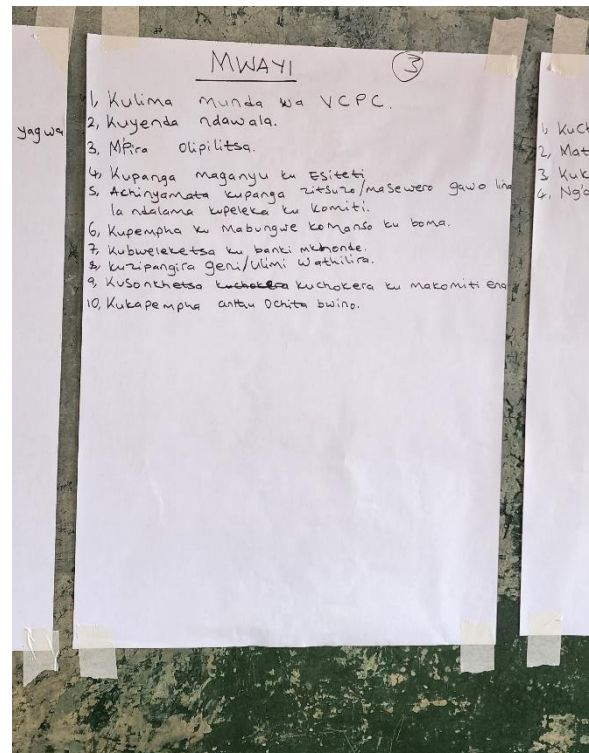 yagwa
MWAYI
3
1, Kulima munda wa VCPC.
2, Kuyenda ndawala.
3, Mpira Olipilitsa.
4, Kupanga maganyu ku Esiteti
5, Achinyamata kupanga zitsuzo/masewero gawo lina
la ndalama kupeleka ku Komiti.
6, Kupempha ku Mabungwe komanso ku boma.
7, Kubweleketsa ku banki mkhonde.
8, kuzipangira geni/Ulimi wathilira.
9, Kusonkhetsa kuchokera kuchokera ku makomiti ena
10, Kukapempha anthu Ochita bwino.
1, Kuch
2, Mat
3 Kuk
4, Ng'o